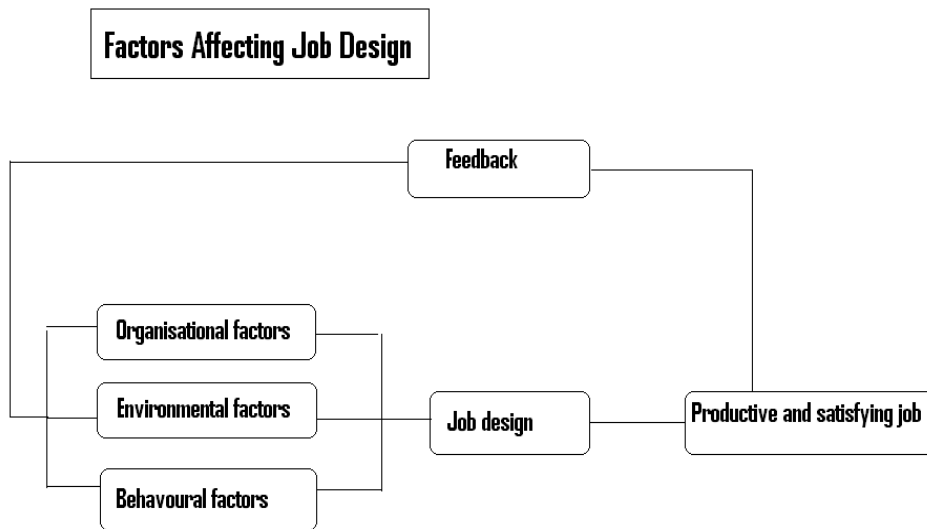 Factors Affecting Job Design
Feedback
Organisational factors
Environmental factors
Job design
Productive and satisfying job
Behavoural factors